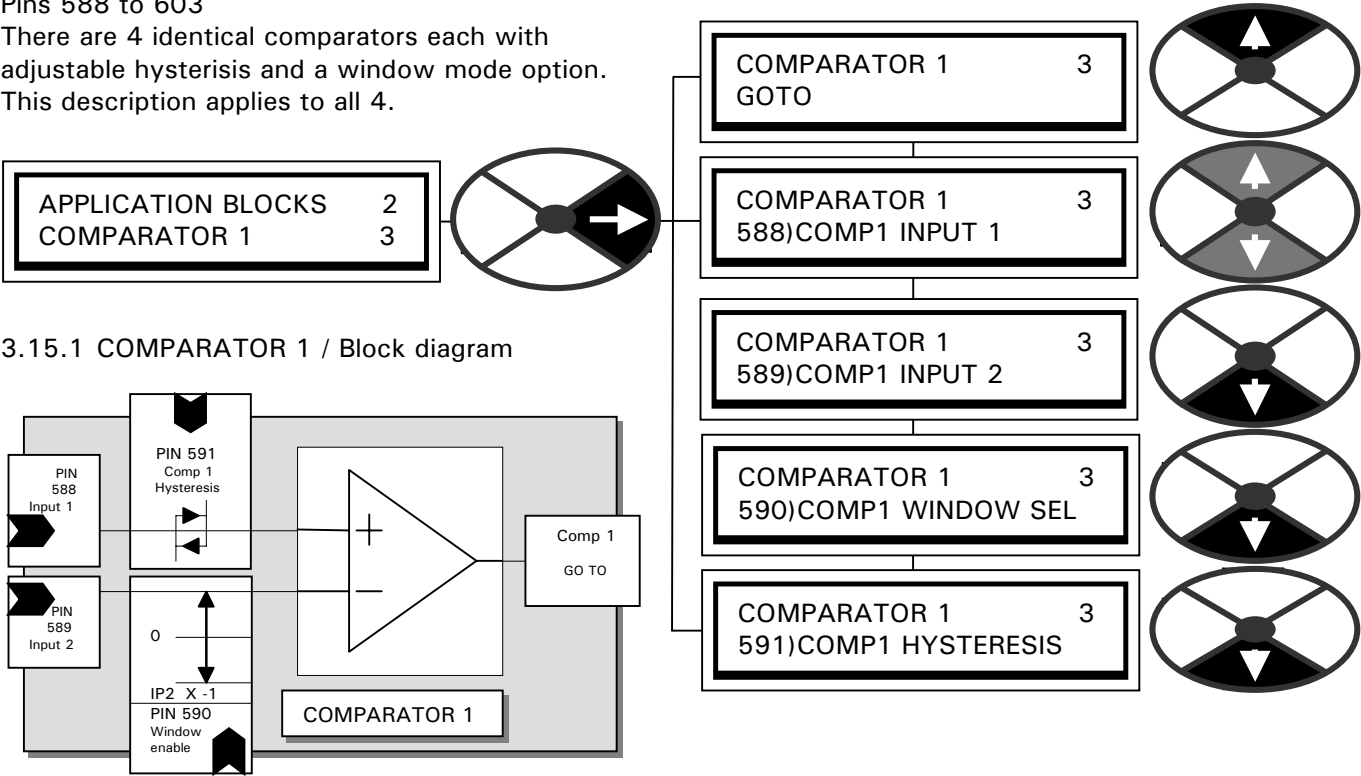 Pins 588 to 603
There are 4 identical comparators each with
adjustable hysterisis and a window mode option.
This description applies to all 4.
APPLICATION BLOCKS 2
COMPARATOR 1 3
COMPARATOR 1 3
GOTO
COMPARATOR 1 3
588)COMP1 INPUT 1
COMPARATOR 1 3
589)COMP1 INPUT 2
COMPARATOR 1 3
590)COMP1 WINDOW SEL
COMPARATOR 1 3
591)COMP1 HYSTERESIS
3.15.1 COMPARATOR 1 / Block diagram
PIN
588
Input 1
PIN 591
Comp 1
Hysteresis
PIN
589
Input 2
0
IP2 X -1
PIN 590
Window
enable
+
−
Comp 1
GO TO
COMPARATOR 1